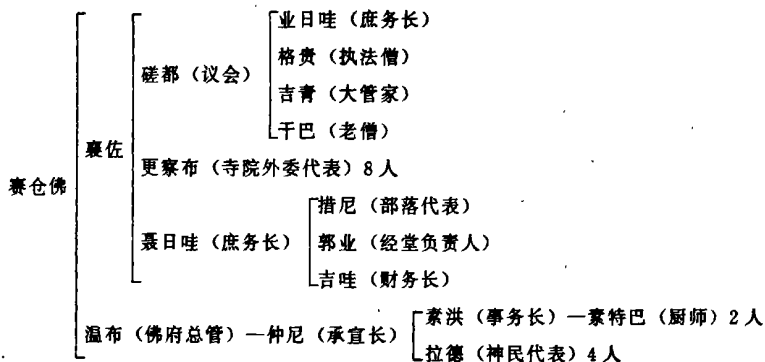 业日哇（庶务长）
格贵（执法僧）
磋都（议会）
吉青（大管家）
干巴（老僧）
襄佐
更察布（寺院外委代表）8人
赛仓佛
措尼（部落代表）
聂日哇（庶务长）
郭业（经堂负责人）
吉哇（财务长）
索洪（事务长）—索特巴（厨师）2人
温布（佛府总管）—仲尼（承宣长）
拉德（神民代表）4人